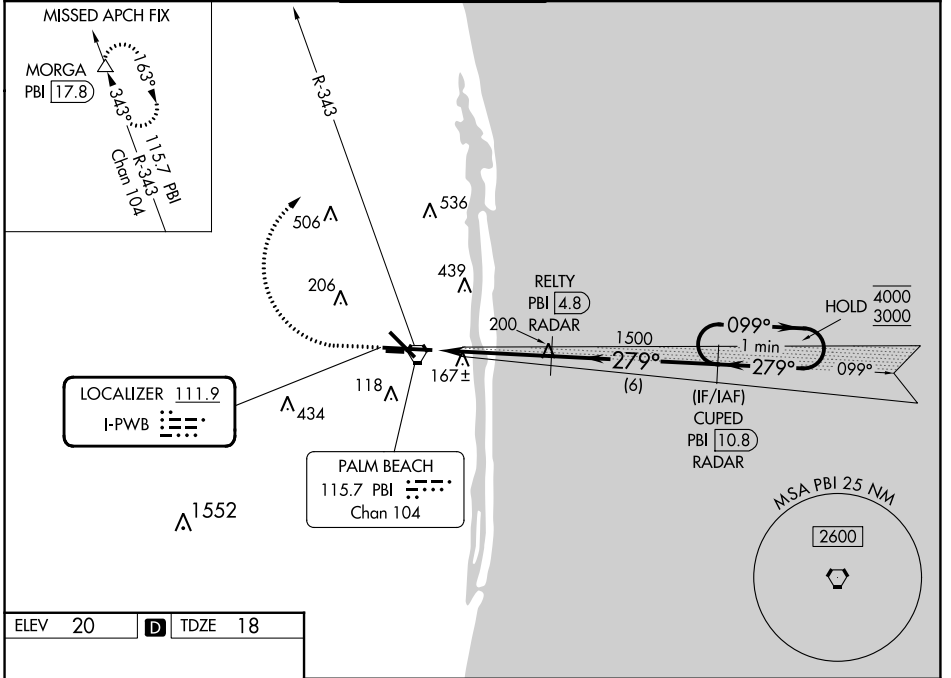 MISSED APCH FIX
MORGA
PBI 17.8
163°
343°
R-343
115.7 PBI
Chan 104
R-343
506
536
206
439
RELTY
PBI 4.8
RADAR
200
1500
279°
(6)
HOLD
4000
3000
099°
1 min
279°
099°
(IF/IAF)
CUPED
PBI 10.8
RADAR
167±
118
434
1552
LOCALIZER 111.9
I-PWB
PALM BEACH
115.7 PBI
Chan 104
MSA PBI 25 NM
2600
ELEV 20 D TDZE 18